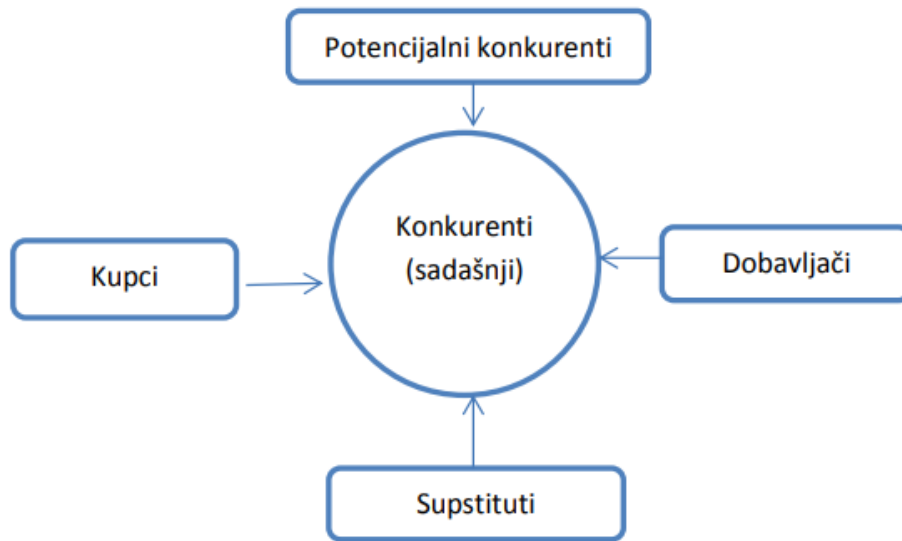 Potencijalni konkurenti
Konkurenti
(sadašnji)
Kupci
Dobavljači
Supstituti